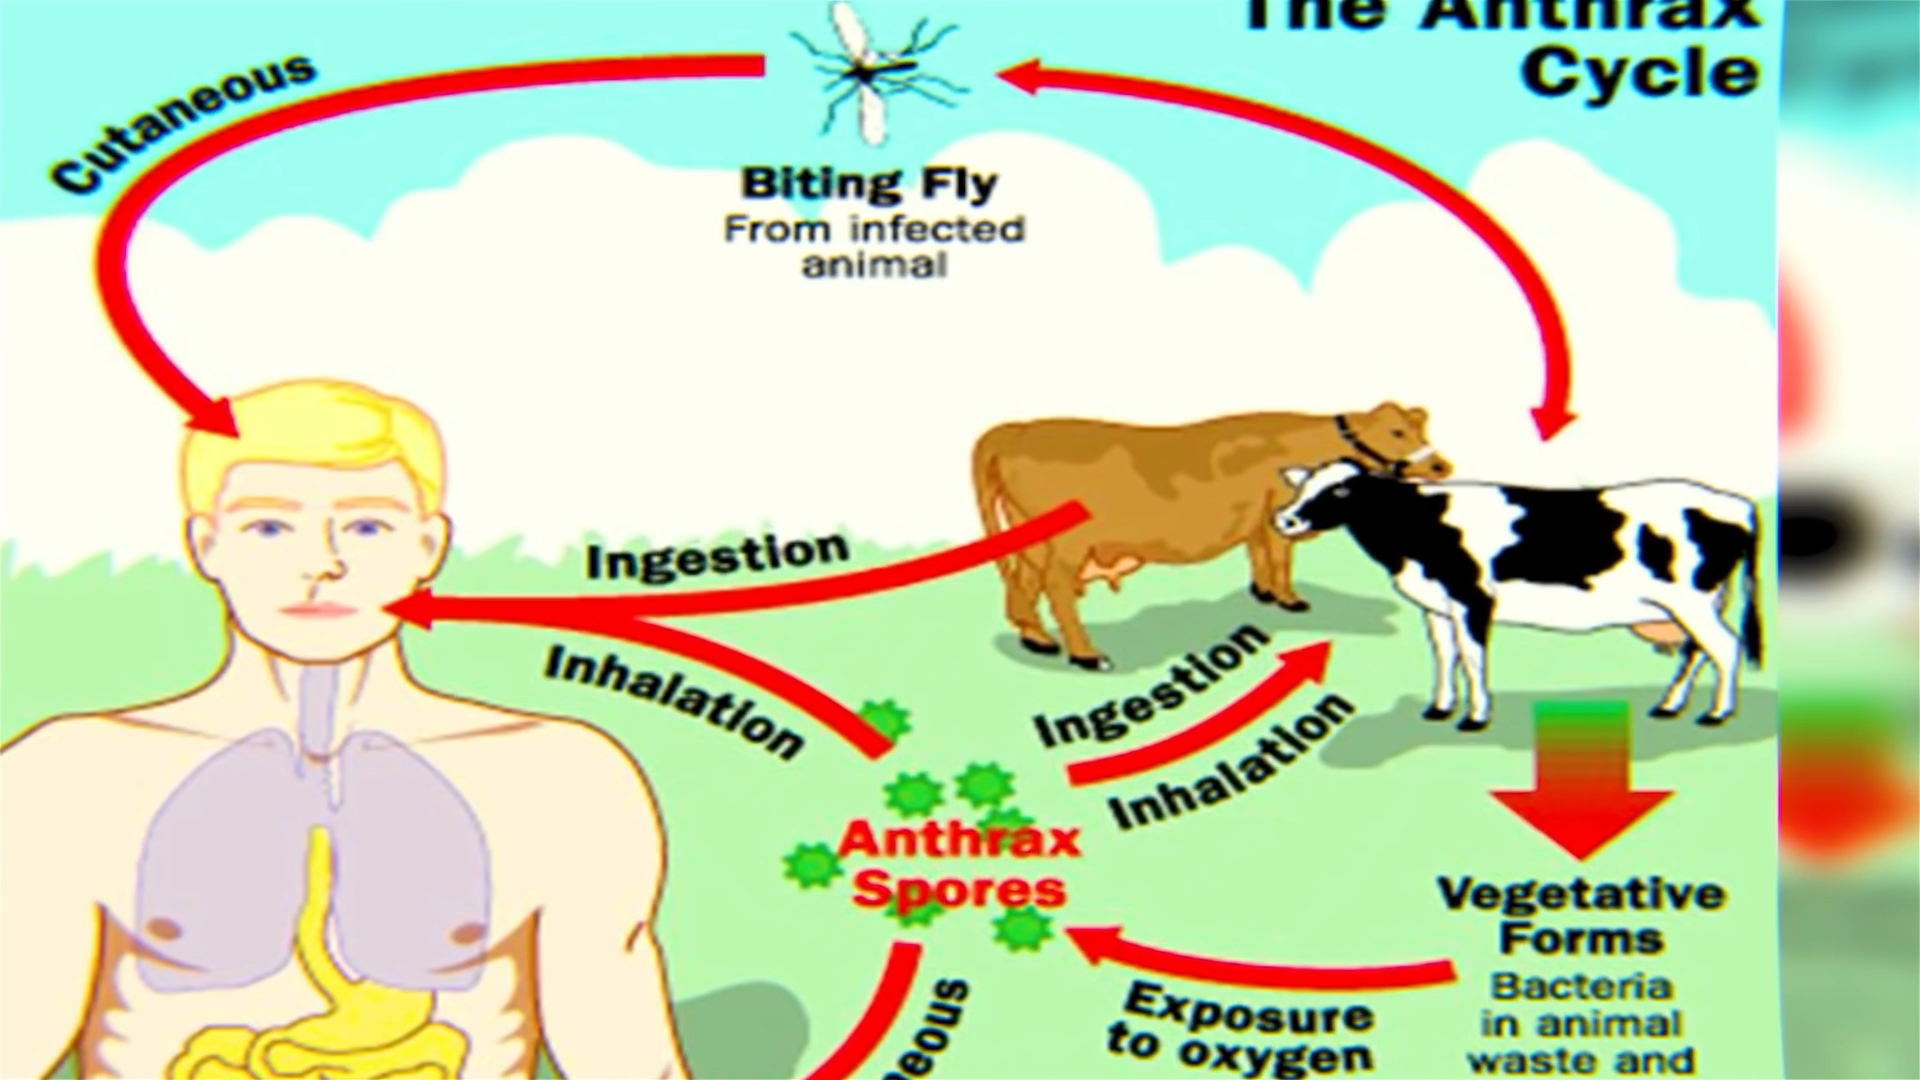 The Anthrax
Cycle
Cutaneous
Biting Fly
From infected
animal
Ingestion
Inhalation
Ingestion
Inhalation
Anthrax
Spores
Vegetative
Forms
Bacteria
in animal
waste and
Exposure
to oxygen